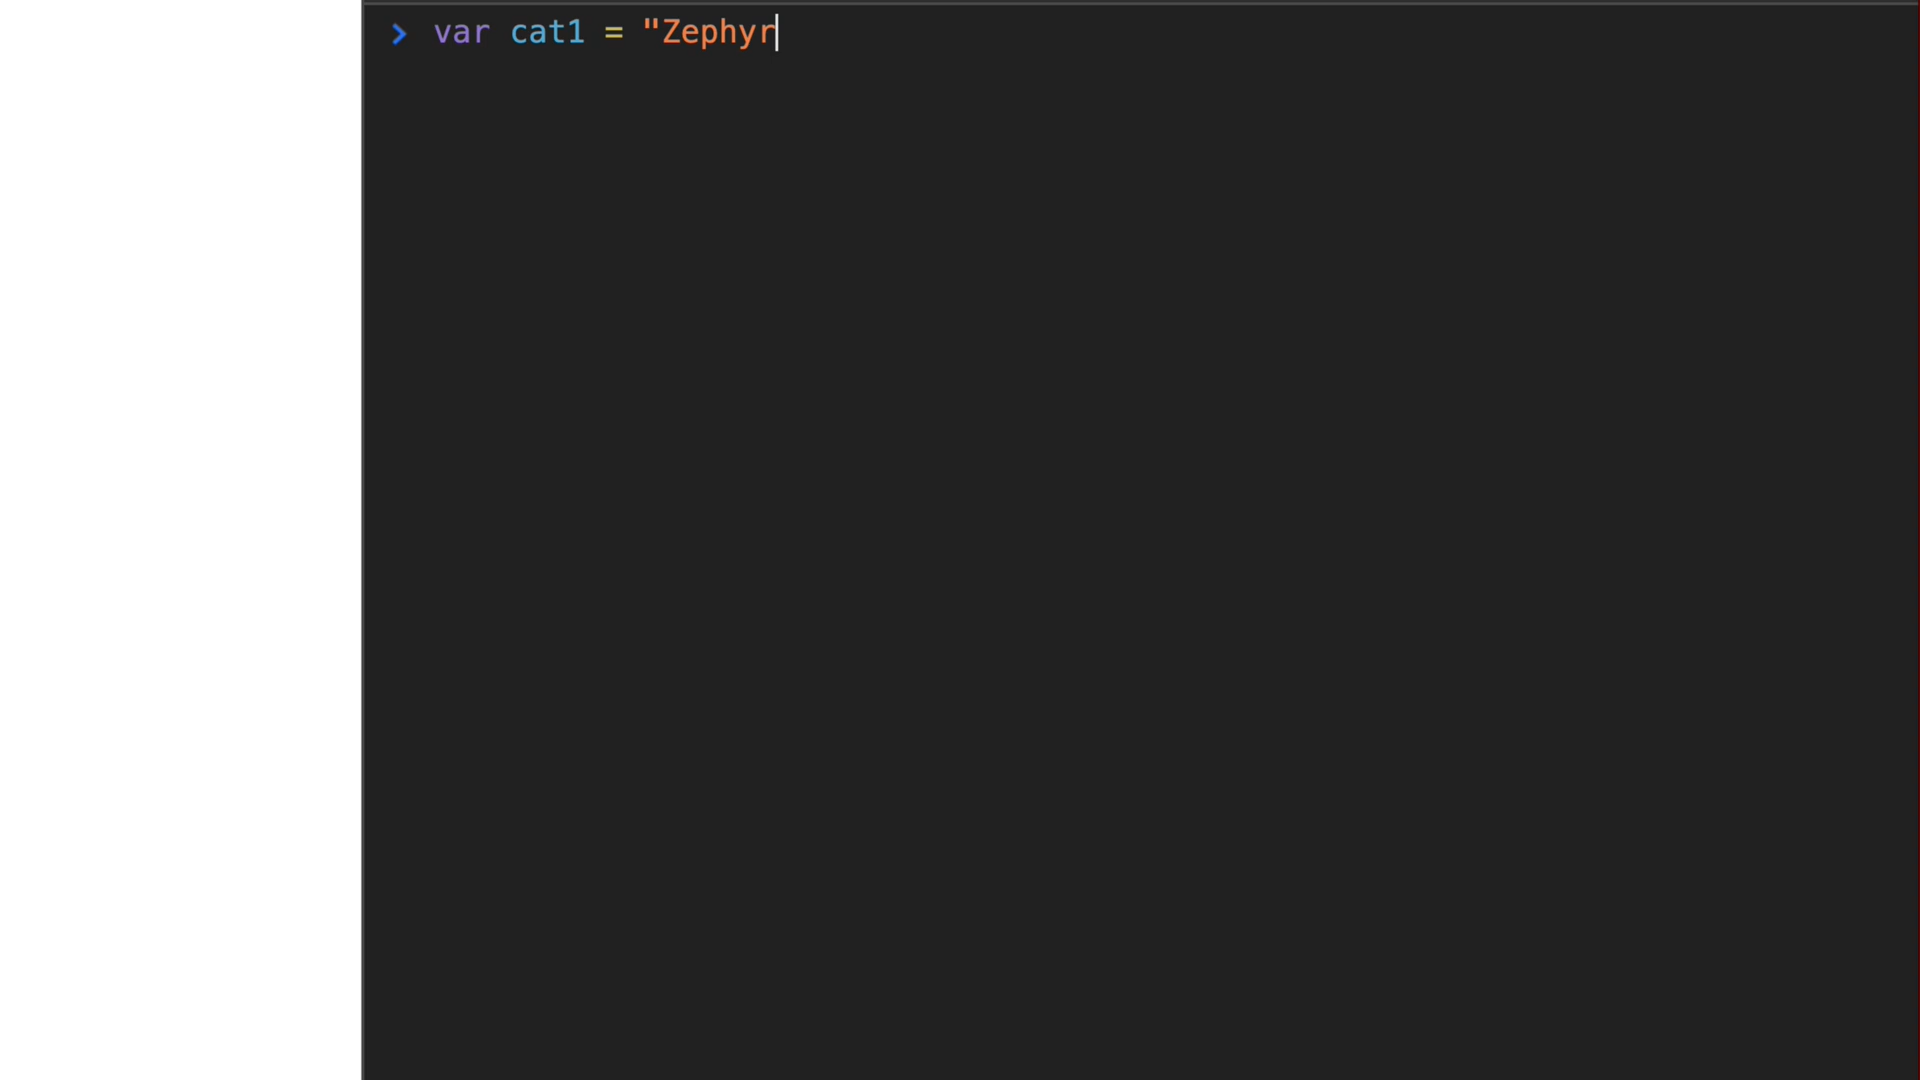 > var cat1 = "Zephyr